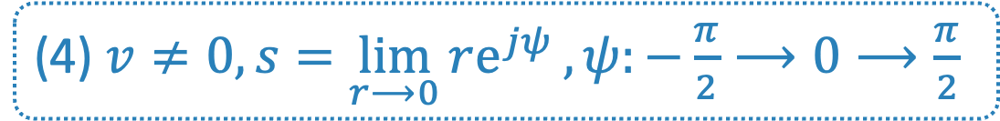 (4) v ≠ 0, s = lim_{r⟶0} re^{jψ} , ψ: − π/2 ⟶ 0 ⟶ π/2